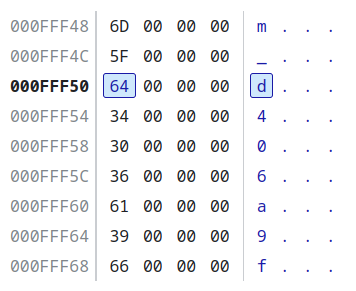 000FFF48 6D 00 00 00 m . . .
000FFF4C 5F 00 00 00 _ . . .
000FFF50 64 00 00 00 d . . .
000FFF54 34 00 00 00 4 . . .
000FFF58 30 00 00 00 0 . . .
000FFF5C 36 00 00 00 6 . . .
000FFF60 61 00 00 00 a . . .
000FFF64 39 00 00 00 9 . . .
000FFF68 66 00 00 00 f . . .